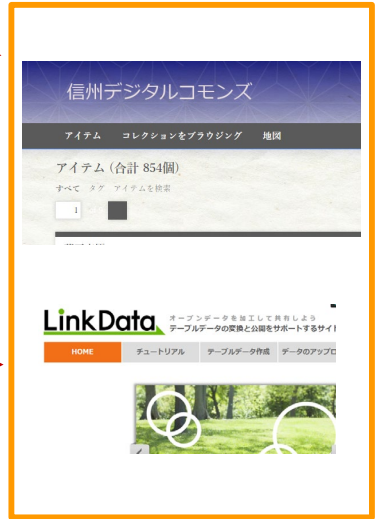 信州デジタルコモンズ
アイテム コレクションをブラウジング 地図
アイテム (合計 854個)
すべて タグ アイテムを検索
1
LinkData
オープンデータを加工して共有しよう
テーブルデータの変換と公開をサポートするサイ
HOME チュートリアル テーブルデータ作成 データのアップロ